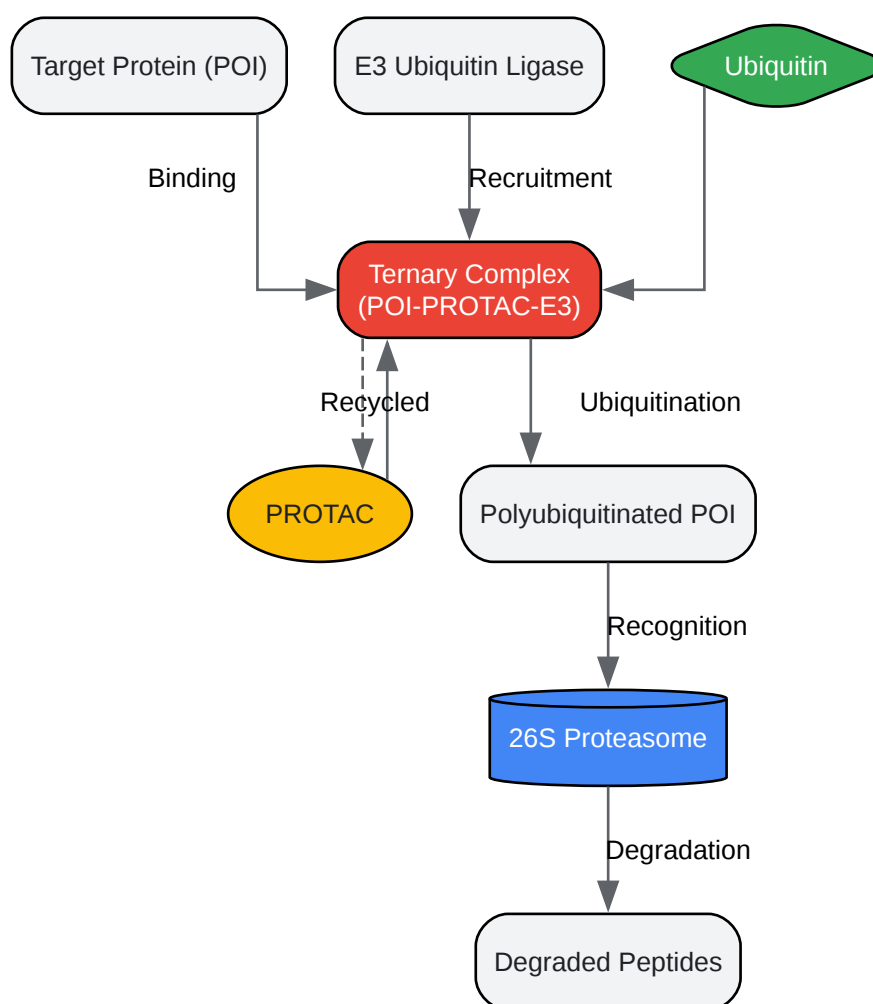 Target Protein (POI)
E3 Ubiquitin Ligase
Ubiquitin
Binding
Recruitment
Ternary Complex
(POI-PROTAC-E3)
Recycled
Ubiquitination
PROTAC
Polyubiquitinated POI
Recognition
26S Proteasome
Degradation
Degraded Peptides